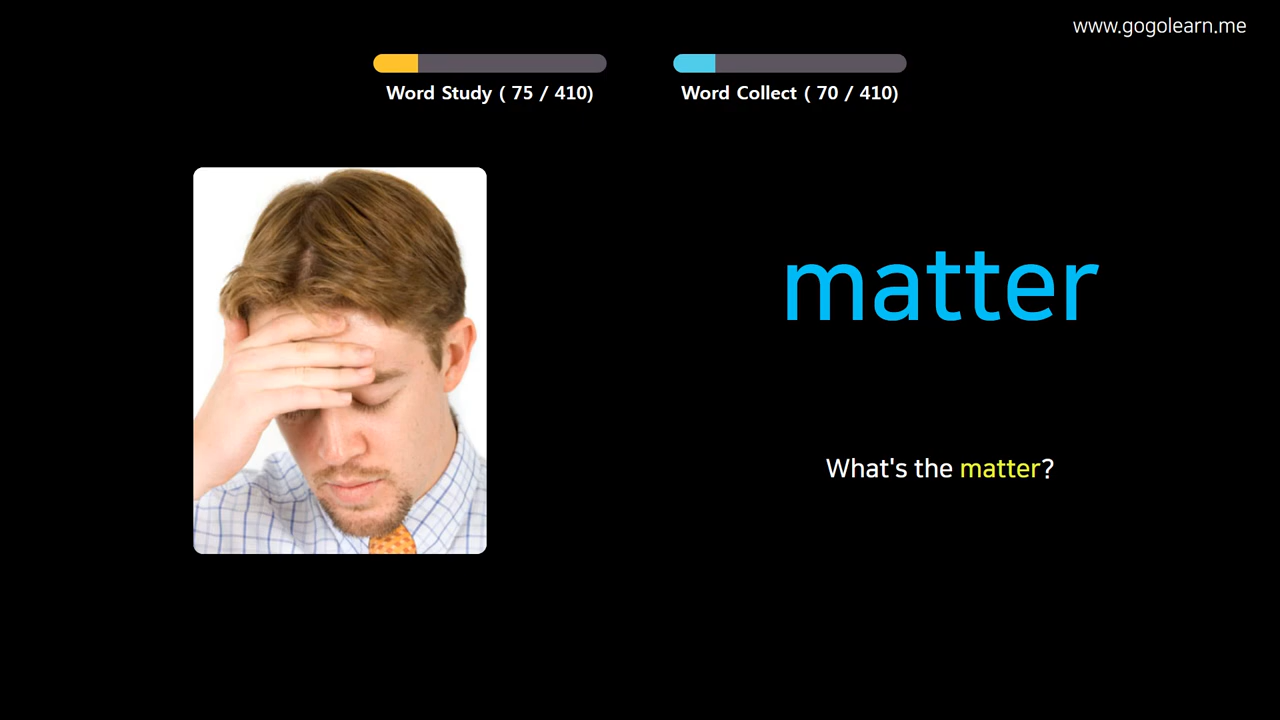 www.gogolearn.me
Word Study ( 75 / 410)
Word Collect ( 70 / 410)
matter
What's the matter?